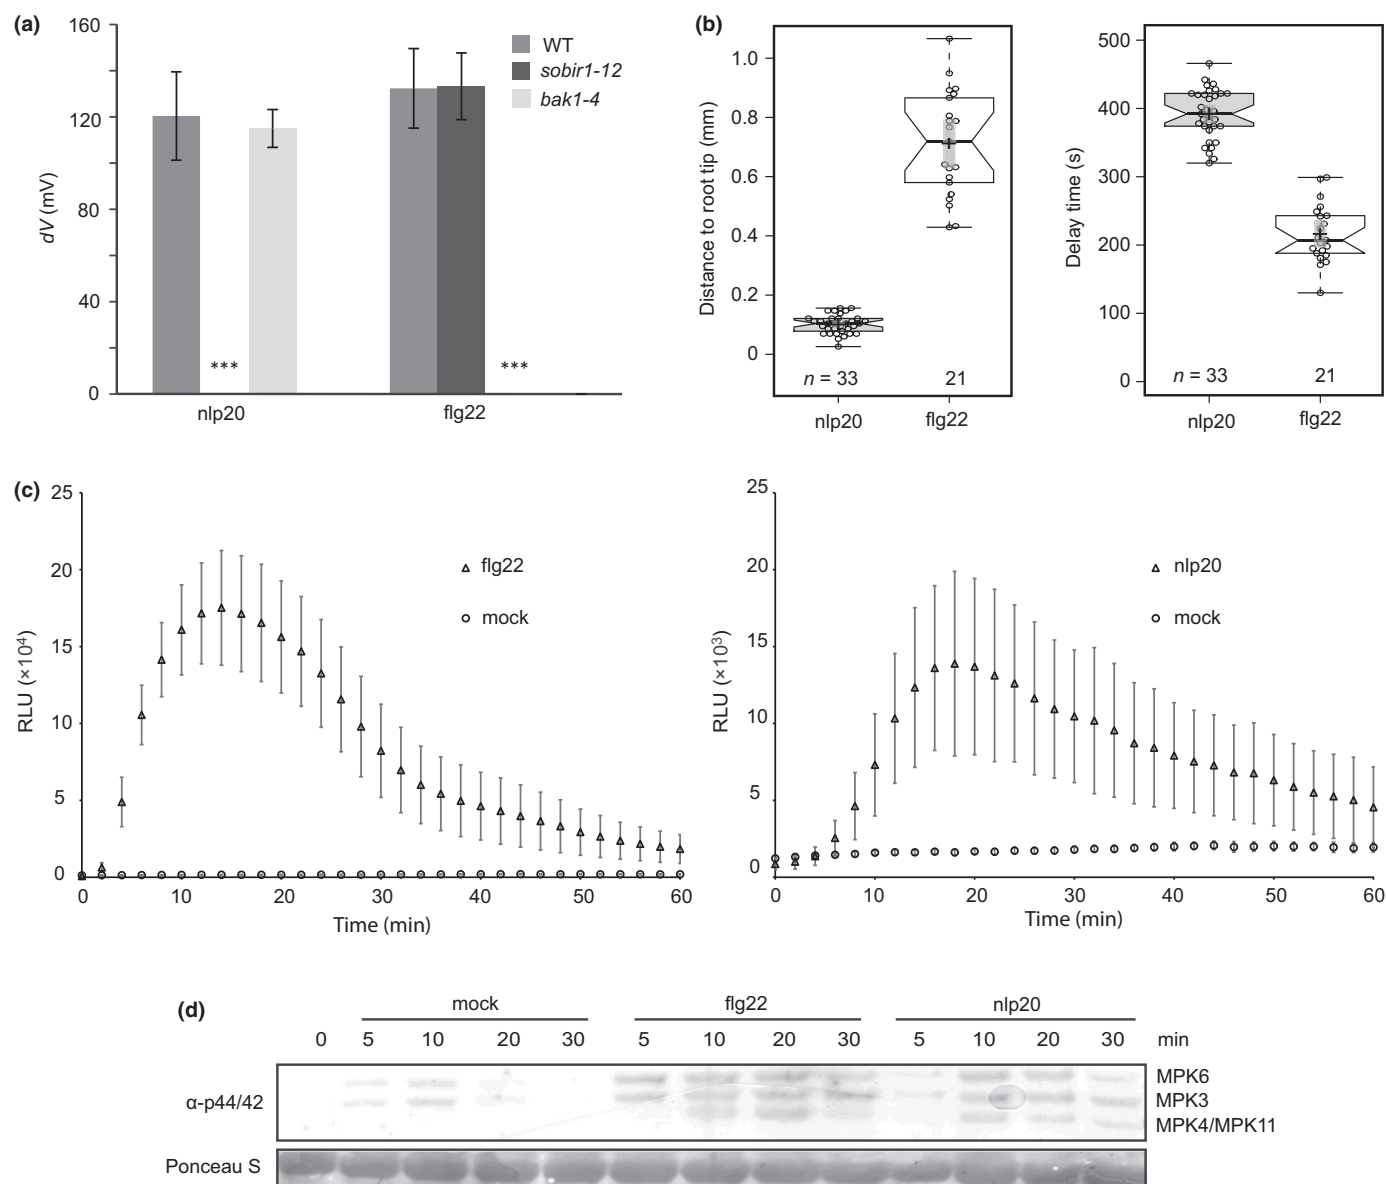 (a)
160
120
80
40
0
dV (mV)
WT
sobir1-12
bak1-4
***
***
nlp20
flg22
(b)
1.0
0.8
0.6
0.4
0.2
0
Distance to root tip (mm)
n = 33
21
nlp20
flg22
500
400
300
200
100
0
Delay time (s)
n = 33
21
nlp20
flg22
(c)
25
20
15
10
5
0
RLU (×10⁴)
flg22
mock
0 10 20 30 40 50 60
Time (min)
25
20
15
10
5
0
RLU (×10³)
nlp20
mock
0 10 20 30 40 50 60
Time (min)
(d)
mock flg22 nlp20
0 5 10 20 30 5 10 20 30 5 10 20 30 min
α-p44/42
MPK6
MPK3
MPK4/MPK11
Ponceau S